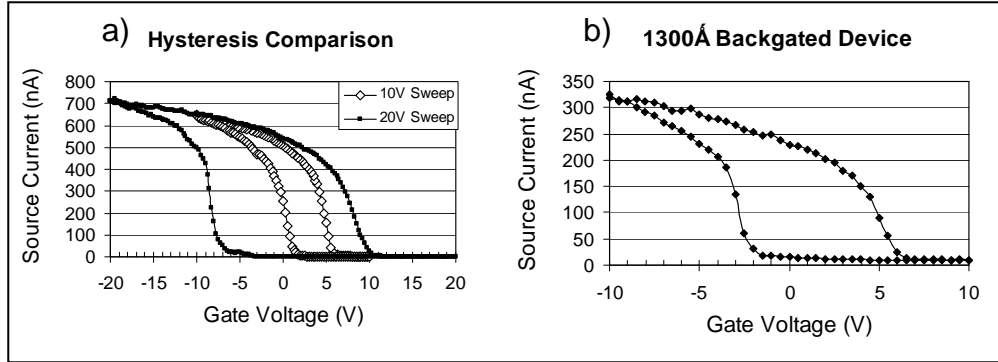 a)
Hysteresis Comparison
800
700
600
500
400
300
200
100
0
Source Current (nA)
10V Sweep
20V Sweep
-20 -15 -10 -5 0 5 10 15 20
Gate Voltage (V)
b)
1300Å Backgated Device
350
300
250
200
150
100
50
0
Source Current (nA)
-10 -5 0 5 10
Gate Voltage (V)